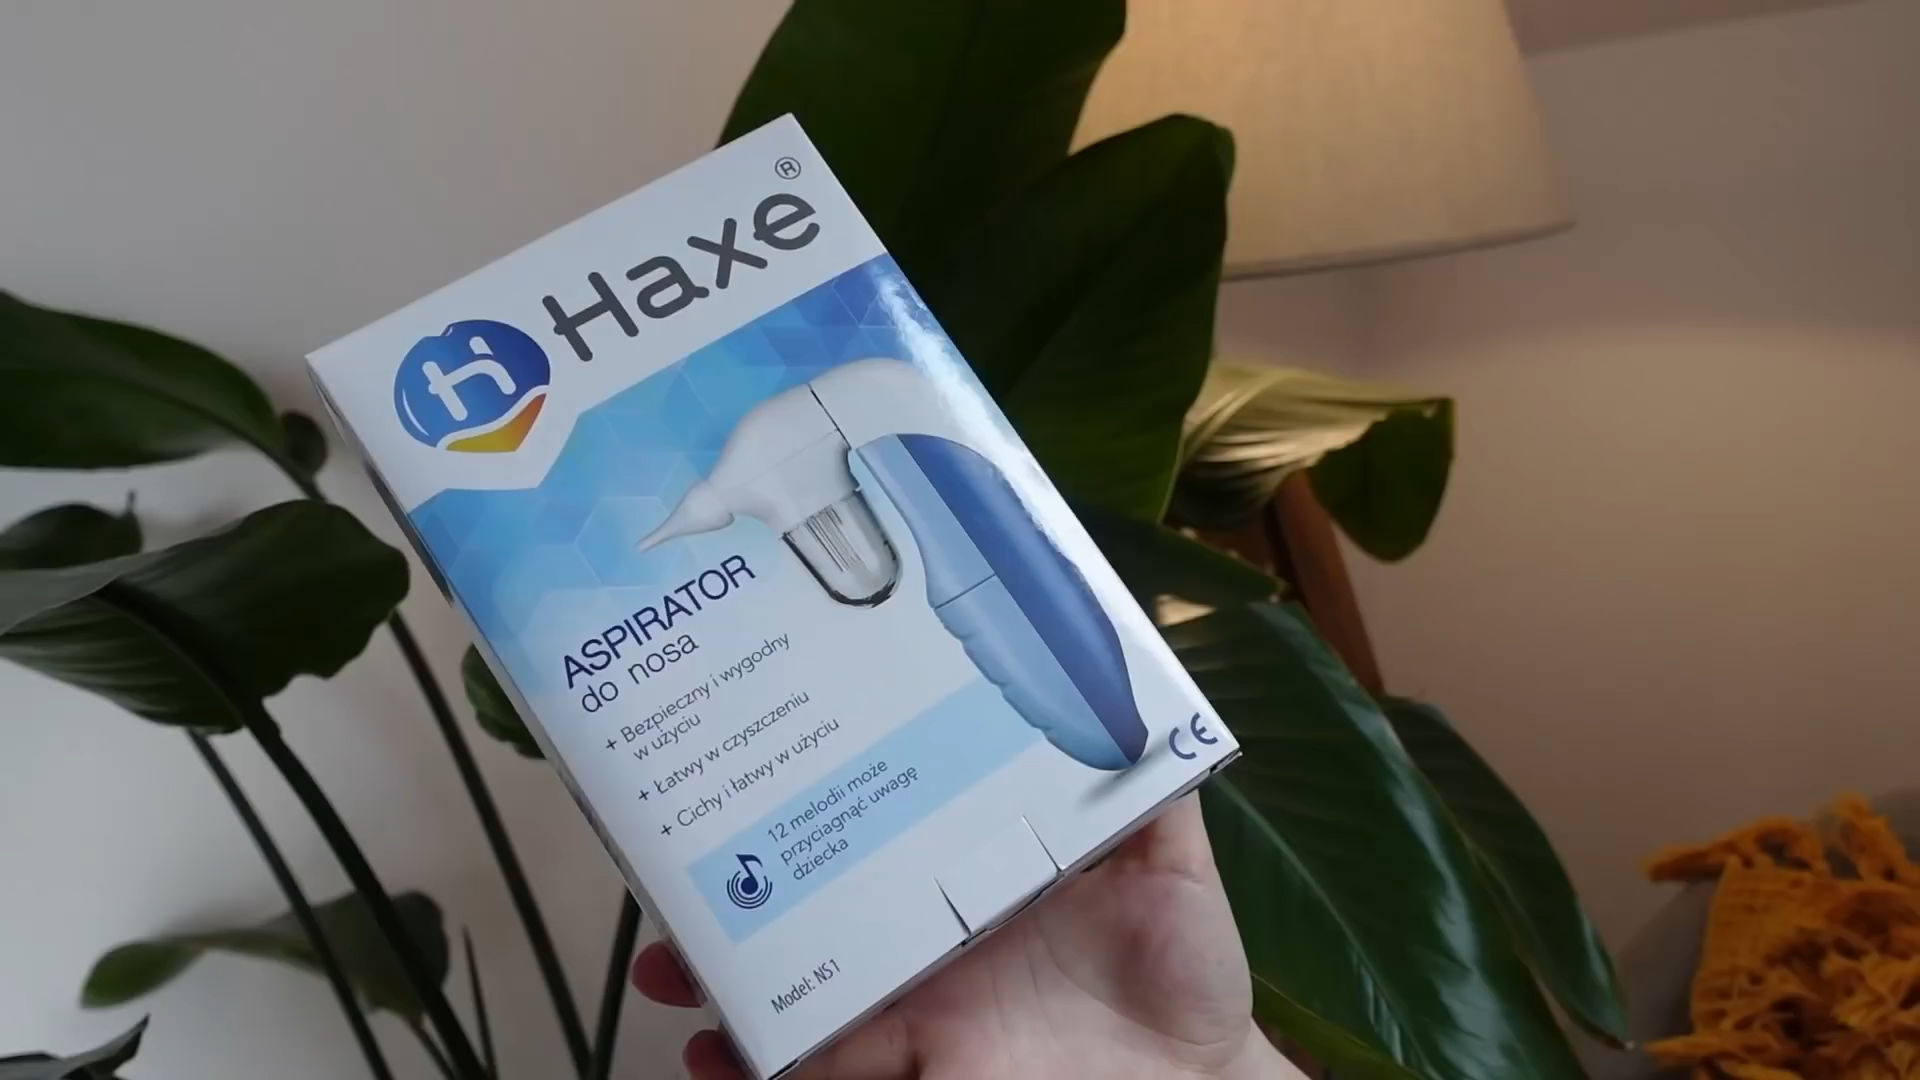 Haxe®
ASPIRATOR
do nosa
+ Bezpieczny i wygodny
w użyciu
+ Łatwy w czyszczeniu
+ Cichy i łatwy w użyciu
12 melodii może
przyciagnąć uwagę
dziecka
CE
Model: NS1